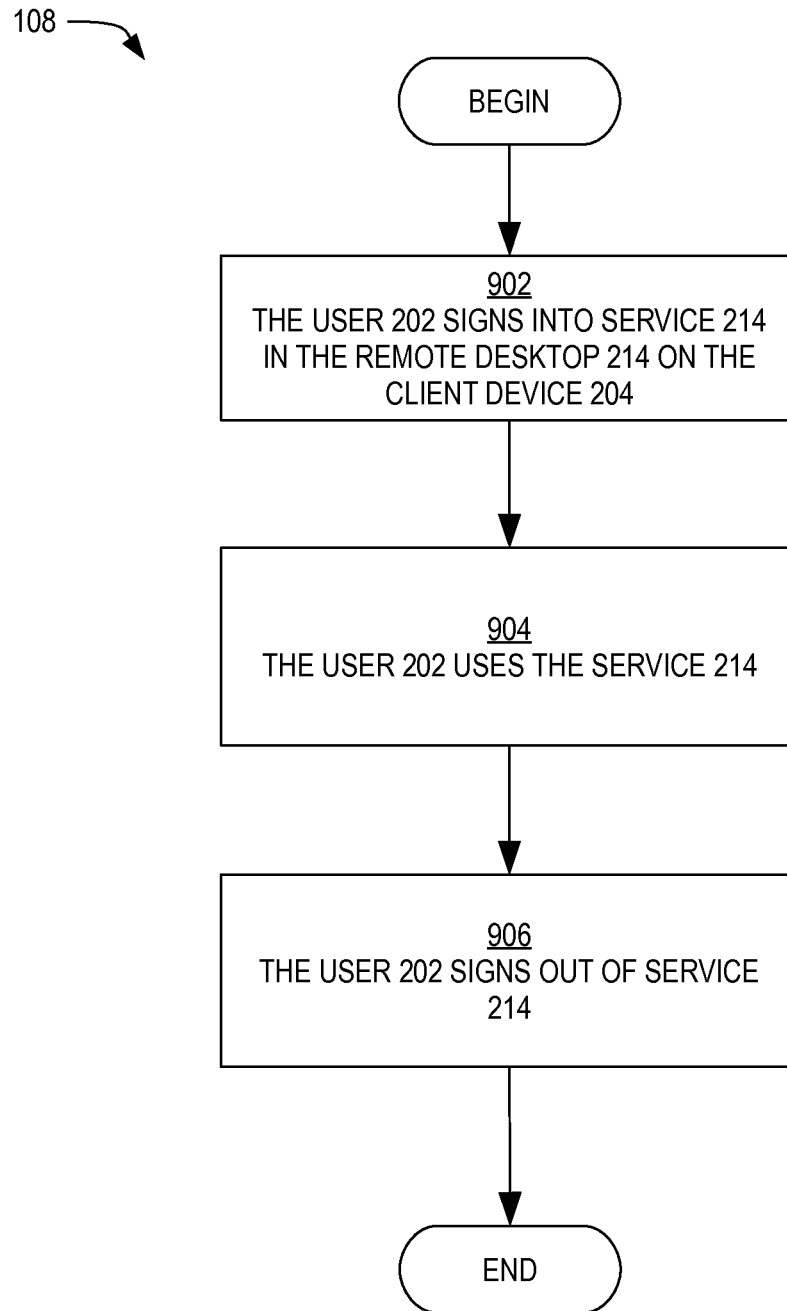 108
BEGIN
902
THE USER 202 SIGNS INTO SERVICE 214
IN THE REMOTE DESKTOP 214 ON THE
CLIENT DEVICE 204
904
THE USER 202 USES THE SERVICE 214
906
THE USER 202 SIGNS OUT OF SERVICE
214
END